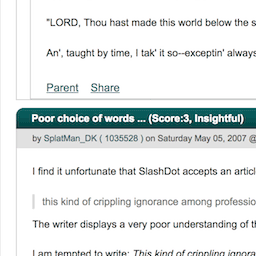 "LORD, Thou hast made this world below the s
An', taught by time, I tak' it so--exceptin' always
Parent Share
Poor choice of words ... (Score:3, Insightful)
by SplatMan_DK ( 1035528 ) on Saturday May 05, 2007 @
I find it unfortunate that SlashDot accepts an artic
this kind of crippling ignorance among professio
The writer displays a very poor understanding of th
I am tempted to write: This kind of crippling ignora